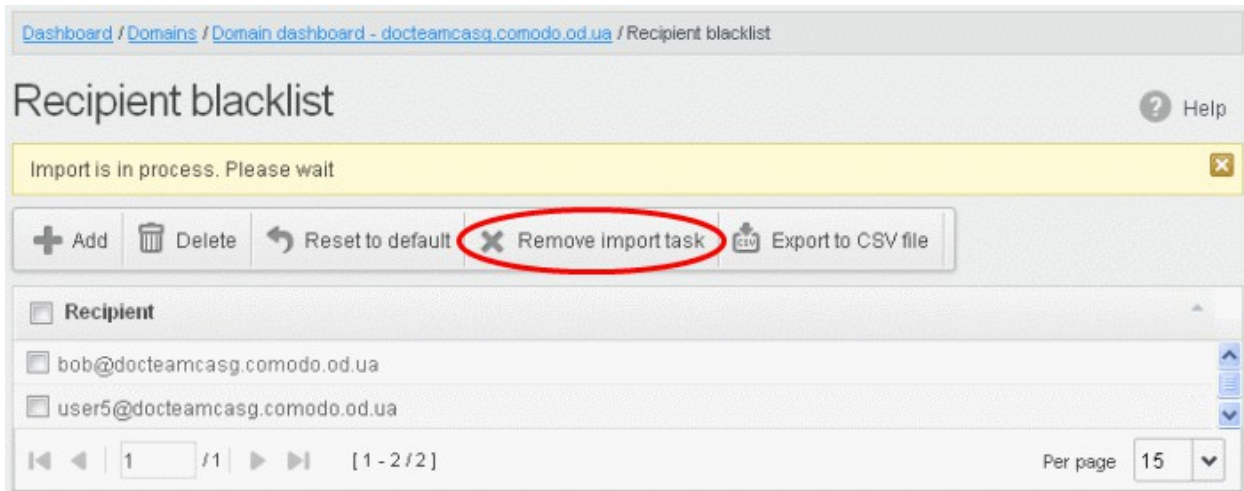 Dashboard / Domains / Domain dashboard - docteamcasg.comodo.od.ua / Recipient blacklist
Recipient blacklist
? Help
Import is in process. Please wait
Add Delete Reset to default Remove import task CSV Export to CSV file
Recipient
bob@docteamcasg.comodo.od.ua
user5@docteamcasg.comodo.od.ua
1 /1 [1 - 2 / 2] Per page 15